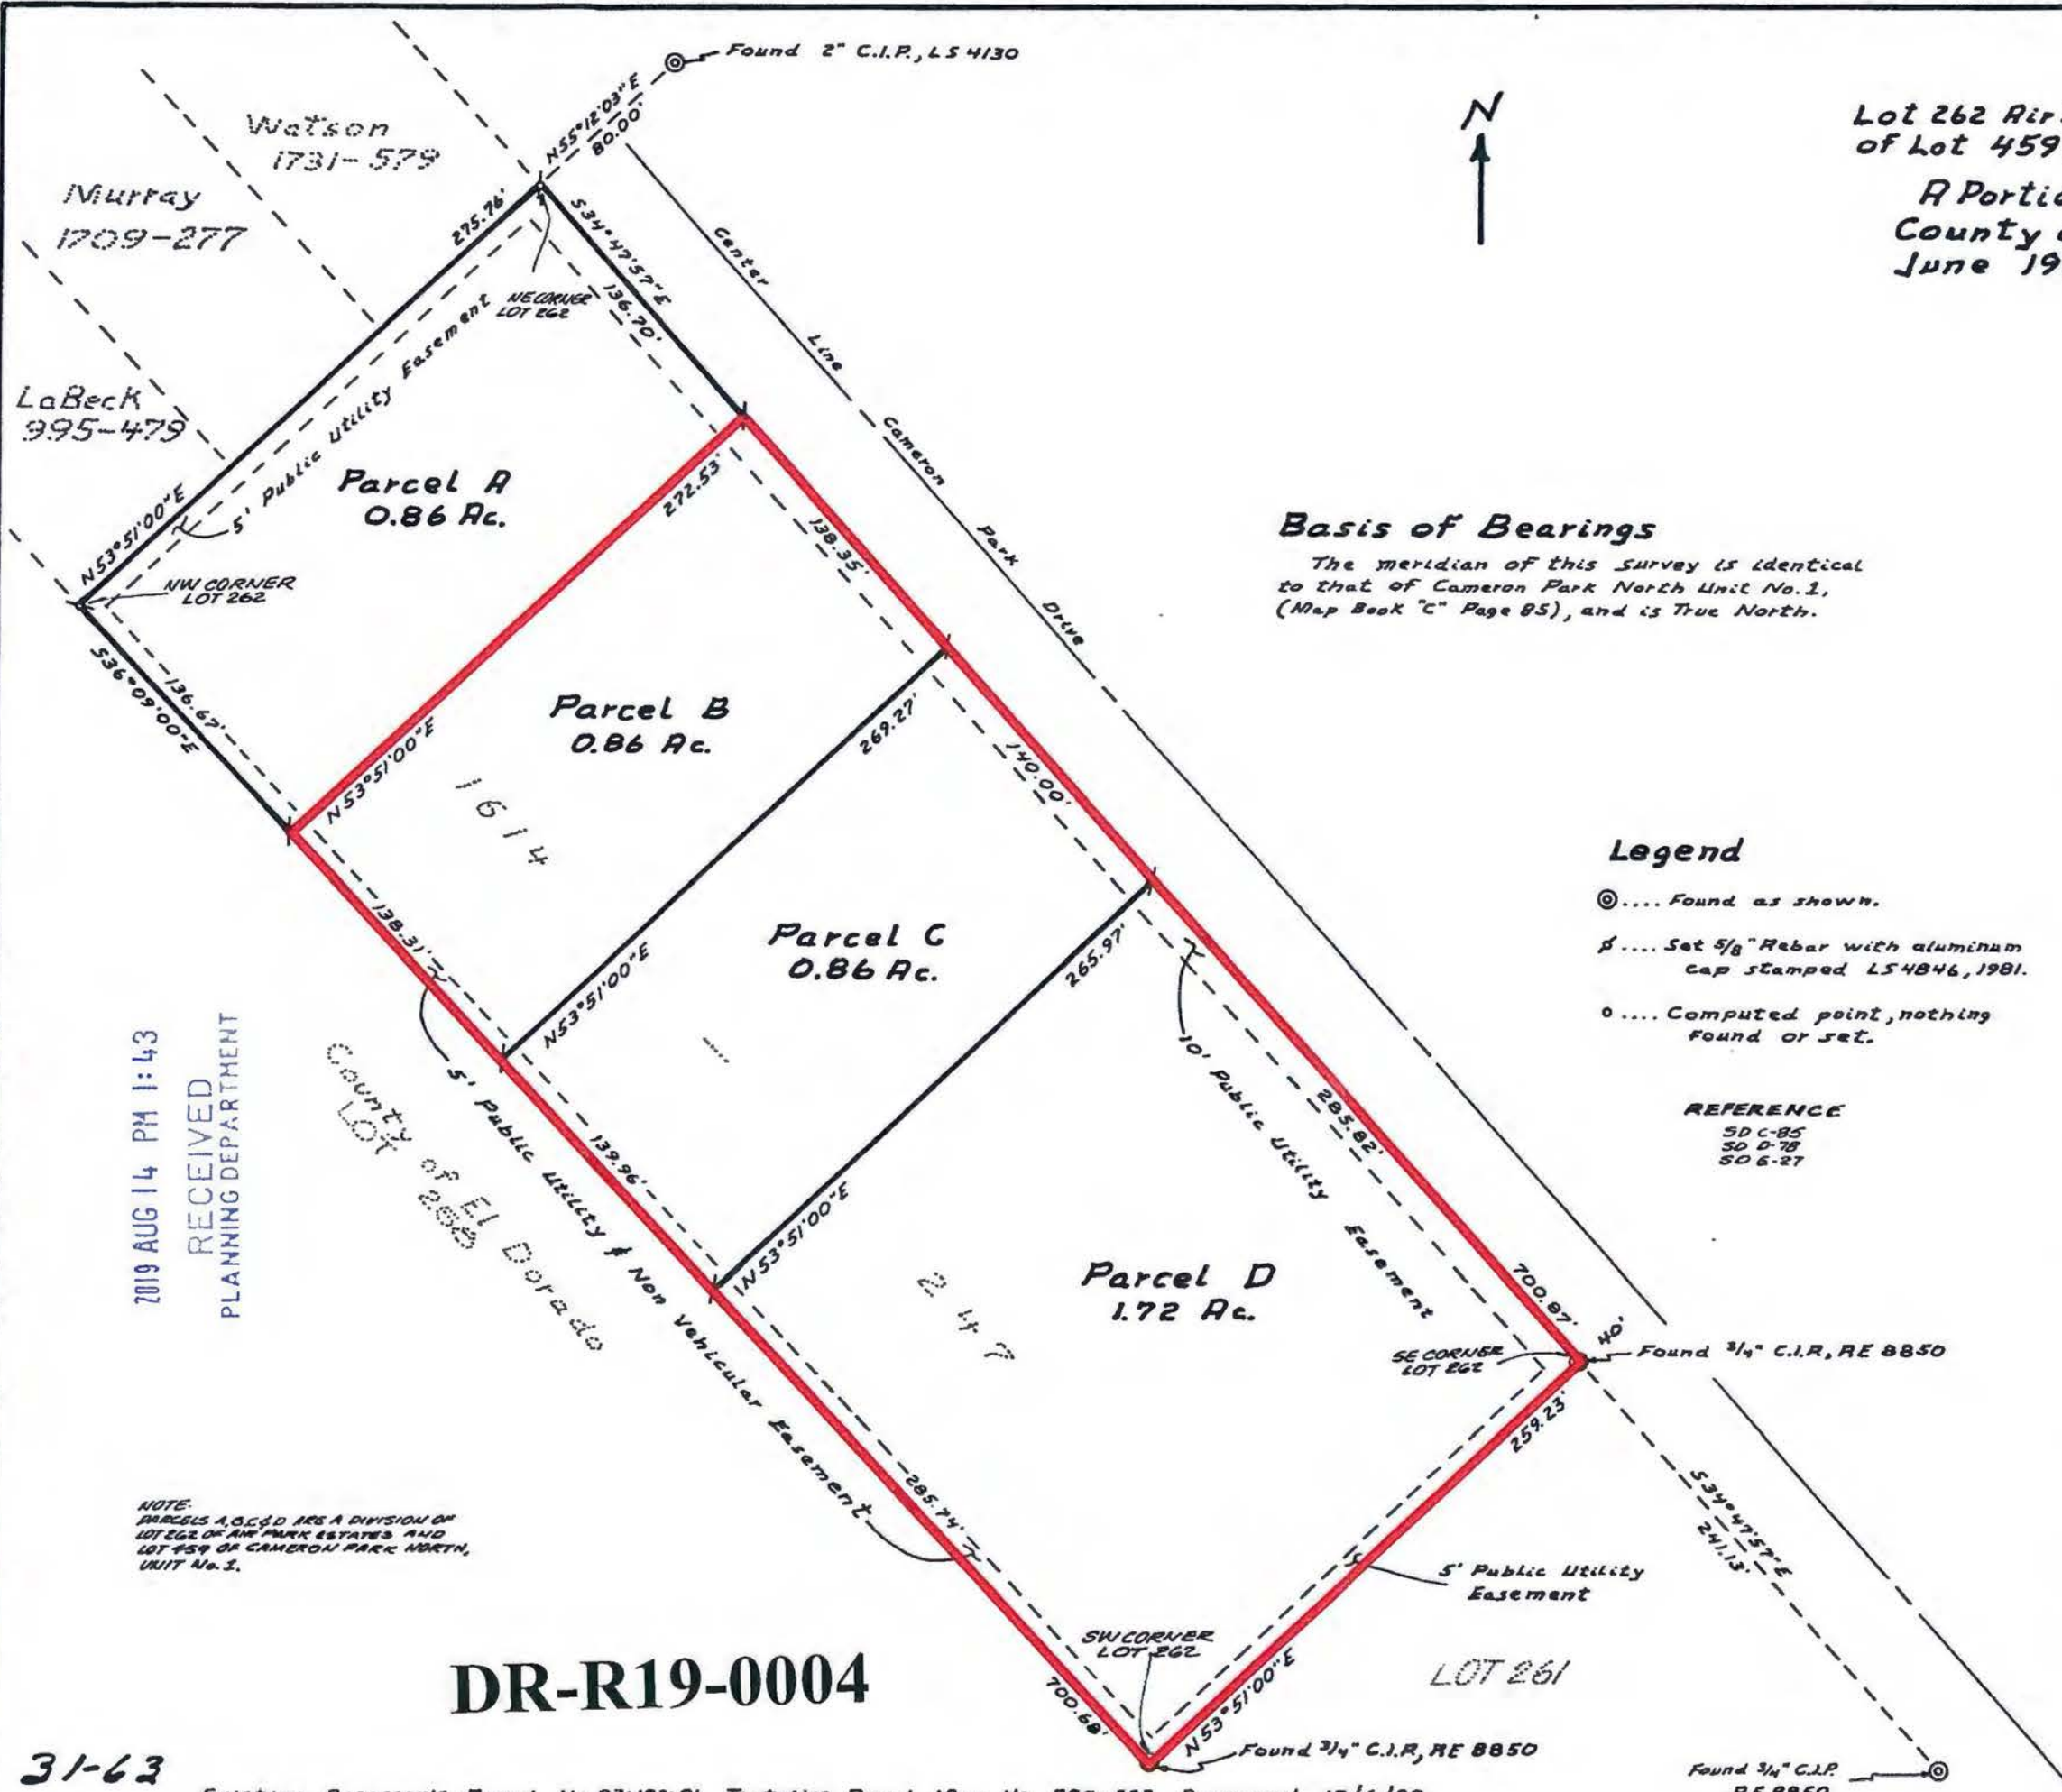 Found 2" C.I.P., LS 4130
N55°12'03"E
80.00'
Watson
1731-579
Murray
1709-277
LaBeck
995-479
N
Lot 262 Air
of Lot 459
A Portio
County
June 19
275.76'
S34°47'57"E
136.70'
NE CORNER
LOT 262
5' Public Utility Easement
N53°51'00"E
NW CORNER
LOT 262
Parcel A
0.86 Ac.
272.53'
138.35'
Center Line Cameron Park Drive
Basis of Bearings
The meridian of this survey is identical
to that of Cameron Park North Unit No.1,
(Map Book "C" Page 85), and is True North.
136.67'
S36°09'00"E
N53°51'00"E
Parcel B
0.86 Ac.
269.27'
140.00'
1614
Legend
Found as shown.
Set 5/8" Rebar with aluminum
cap stamped LS4846, 1981.
Computed point, nothing
found or set.
REFERENCE
SD C-85
SD D-78
SD G-27
138.31'
N53°51'00"E
Parcel C
0.86 Ac.
265.97'
10' Public Utility Easement
285.82'
2019 AUG 14 PM 1:43
RECEIVED
PLANNING DEPARTMENT
County of El Dorado
LOT
5' Public Utility & Non Vehicular Easement
139.96'
N53°51'00"E
Parcel D
1.72 Ac.
247
700.87'
40'
SE CORNER
LOT 262
Found 3/4" C.I.P., RE 8850
259.23'
285.74'
S34°47'57"E
241.13'
NOTE-
PARCELS A,B,C&D ARE A DIVISION OF
LOT 262 OF AIR PARK ESTATES AND
LOT 459 OF CAMERON PARK NORTH,
UNIT No. 1.
5' Public Utility
Easement
SW CORNER
LOT 262
700.68'
N53°51'00"E
LOT 261
DR-R19-0004
Found 3/4" C.I.P., RE 8850
31-63
Found 3/4" C.I.P.